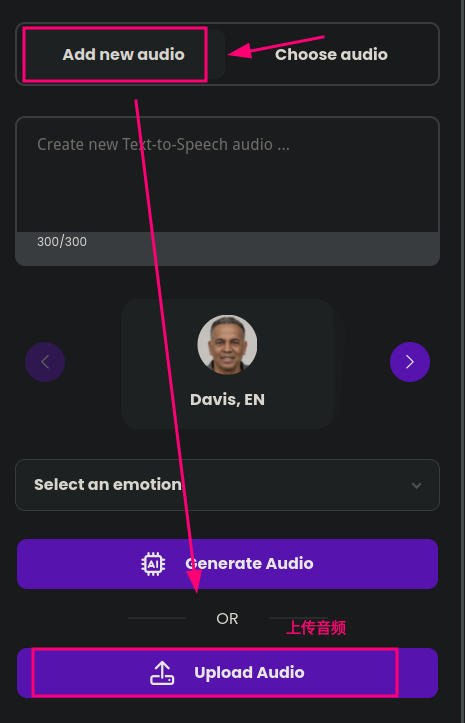 Add new audio
Choose audio
Create new Text-to-Speech audio ...
300/300
Davis, EN
Select an emotion
AI Generate Audio
OR
上传音频
Upload Audio